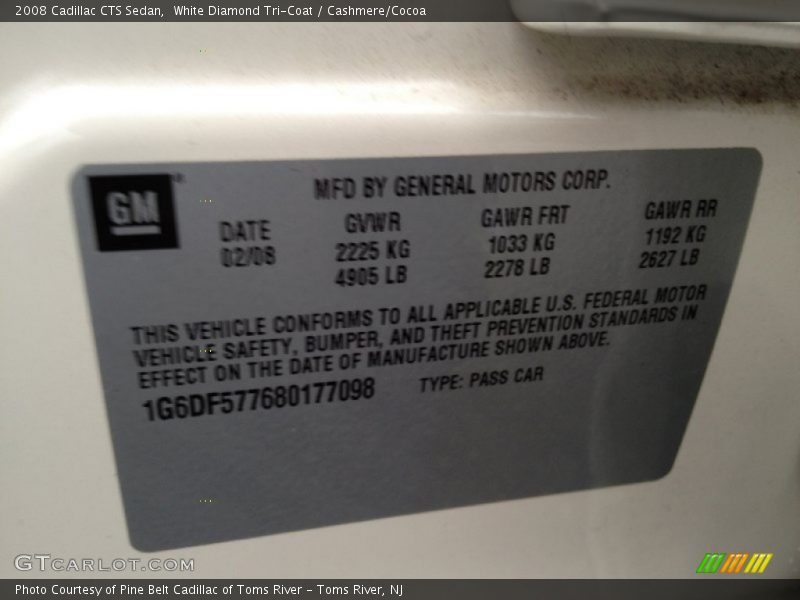 2008 Cadillac CTS Sedan, White Diamond Tri-Coat / Cashmere/Cocoa
GM
MFD BY GENERAL MOTORS CORP.
DATE GVWR GAWR FRT GAWR RR
02/08 2225 KG 1033 KG 1192 KG
4905 LB 2278 LB 2627 LB
THIS VEHICLE CONFORMS TO ALL APPLICABLE U.S. FEDERAL MOTOR
VEHICLE SAFETY, BUMPER, AND THEFT PREVENTION STANDARDS IN
EFFECT ON THE DATE OF MANUFACTURE SHOWN ABOVE.
1G6DF577680177098 TYPE: PASS CAR
GTCARLOT.COM
Photo Courtesy of Pine Belt Cadillac of Toms River - Toms River, NJ